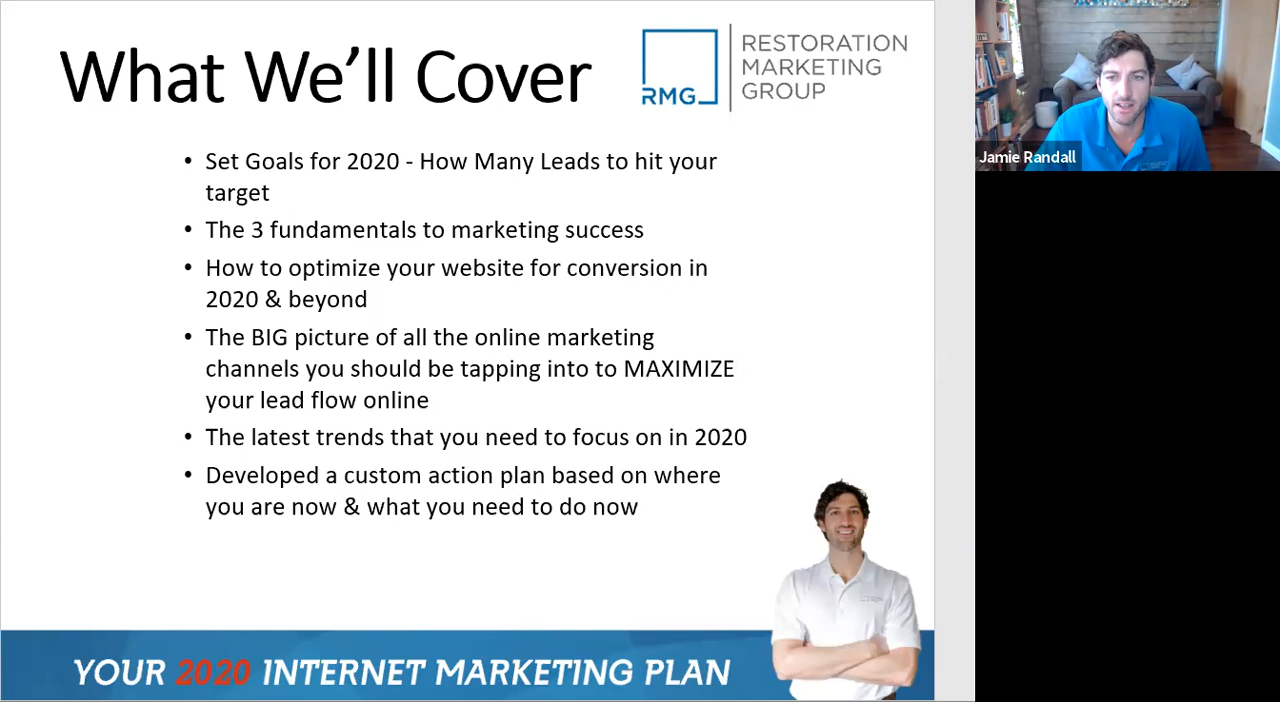 What We'll Cover
RMG
RESTORATION
MARKETING
GROUP
• Set Goals for 2020 - How Many Leads to hit your
target
• The 3 fundamentals to marketing success
• How to optimize your website for conversion in
2020 & beyond
• The BIG picture of all the online marketing
channels you should be tapping into to MAXIMIZE
your lead flow online
• The latest trends that you need to focus on in 2020
• Developed a custom action plan based on where
you are now & what you need to do now
YOUR 2020 INTERNET MARKETING PLAN
Jamie Randall